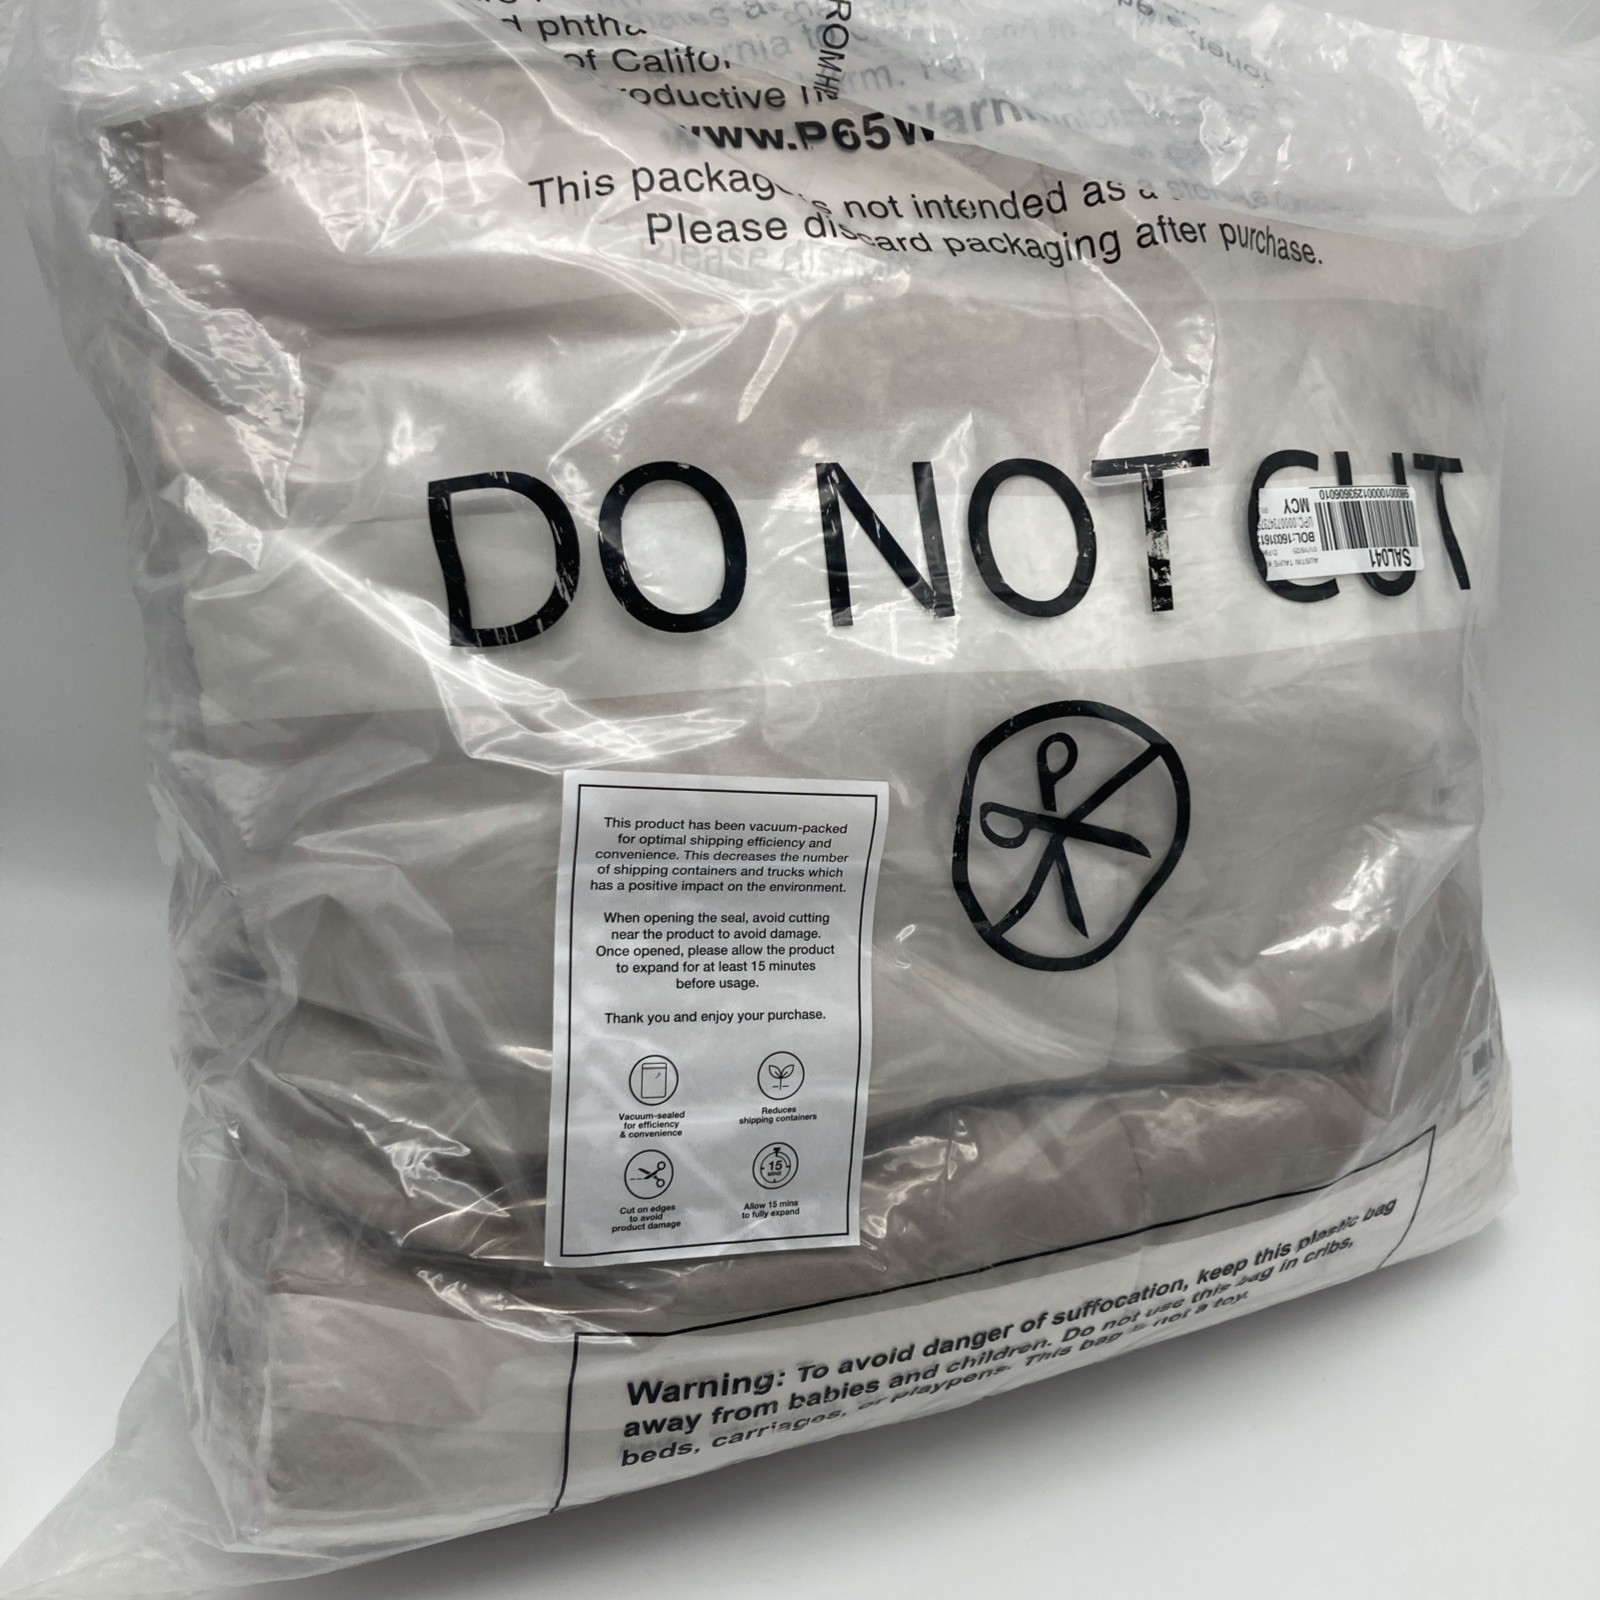 of
productive
www.P65W
This not intended as a
Please discard packaging after purchase.
DO NOT CUT
SAL041
MCY
This product has been vacuum-packed
for optimal shipping efficiency and
convenience. This decreases the number
of shipping containers and trucks which
has a positive impact on the environment.
When opening the seal, avoid cutting
near the product to avoid damage.
Once opened, please allow the product
to expand for at least 15 minutes
before usage.
Thank you and enjoy your purchase.
Vacuum-sealed
for efficiency
& convenience
Reduces
shipping containers
Cut on edges
to avoid
product damage
15
MINS
Allow 15 mins
to fully expand
Warning: To avoid danger of suffocation, keep this plastic bag
away from babies and children. Do not use this bag in cribs,
beds, carriages, or playpens. This bag is not a toy.